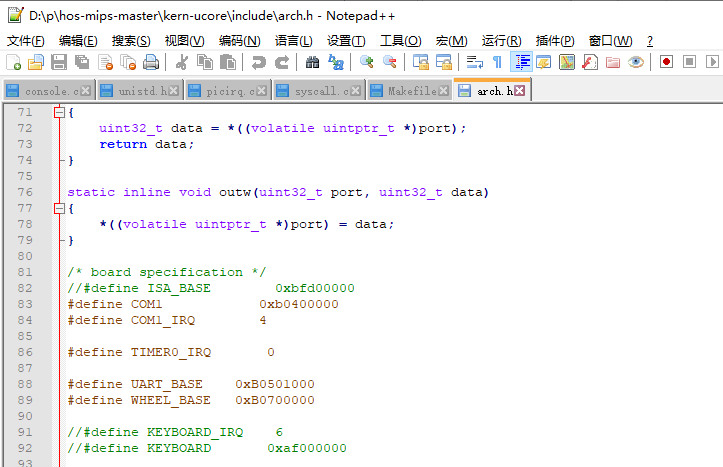 D:\p\hos-mips-master\kern-ucore\include\arch.h - Notepad++
文件(F) 编辑(E) 搜索(S) 视图(V) 编码(N) 语言(L) 设置(T) 工具(O) 宏(M) 运行(R) 插件(P) 窗口(W) ?
console.c unistd.h picirq.c syscall.c Makefile arch.h
71 {
72     uint32_t data = *((volatile uintptr_t *)port);
73     return data;
74 }
75
76 static inline void outw(uint32_t port, uint32_t data)
77 {
78     *((volatile uintptr_t *)port) = data;
79 }
80
81 /* board specification */
82 //#define ISA_BASE        0xbfd00000
83 #define COM1            0xb0400000
84 #define COM1_IRQ        4
85
86 #define TIMER0_IRQ       0
87
88 #define UART_BASE    0xB0501000
89 #define WHEEL_BASE   0xB0700000
90
91 //#define KEYBOARD_IRQ    6
92 //#define KEYBOARD       0xaf000000
93